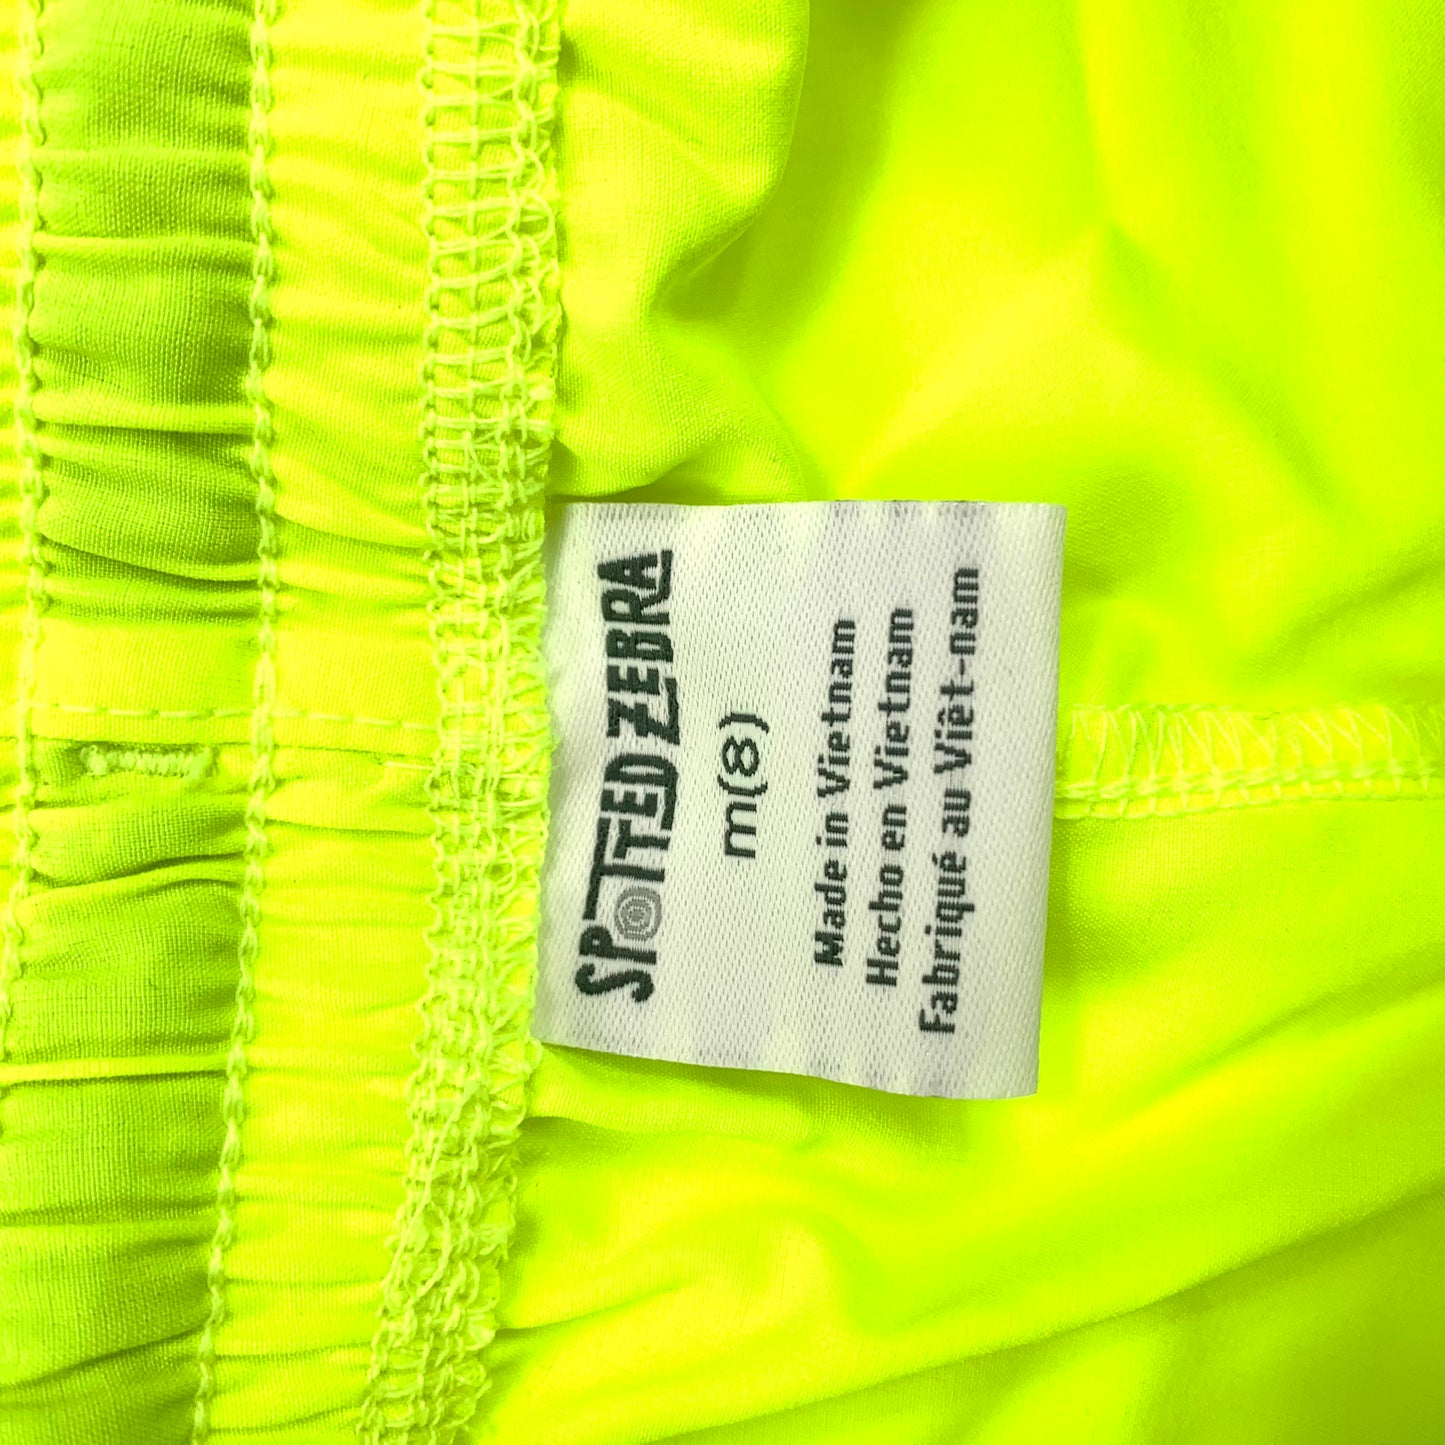 SPOTTED ZEBRA
m(8)
Made in Vietnam
Hecho en Vietnam
Fabriqué au Viêt-nam